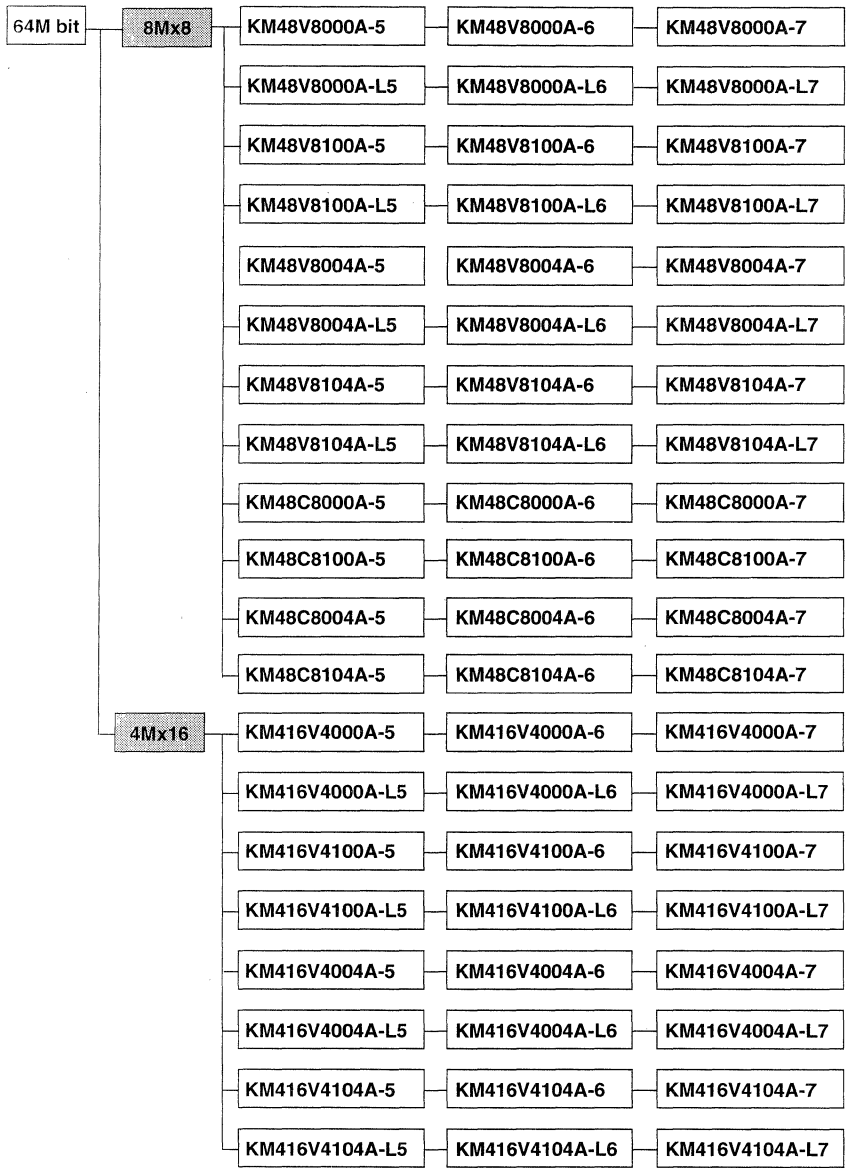 64M bit 8Mx8 KM48V8000A-5 KM48V8000A-6 KM48V8000A-7
KM48V8000A-L5 KM48V8000A-L6 KM48V8000A-L7
KM48V8100A-5 KM48V8100A-6 KM48V8100A-7
KM48V8100A-L5 KM48V8100A-L6 KM48V8100A-L7
KM48V8004A-5 KM48V8004A-6 KM48V8004A-7
KM48V8004A-L5 KM48V8004A-L6 KM48V8004A-L7
KM48V8104A-5 KM48V8104A-6 KM48V8104A-7
KM48V8104A-L5 KM48V8104A-L6 KM48V8104A-L7
KM48C8000A-5 KM48C8000A-6 KM48C8000A-7
KM48C8100A-5 KM48C8100A-6 KM48C8100A-7
KM48C8004A-5 KM48C8004A-6 KM48C8004A-7
KM48C8104A-5 KM48C8104A-6 KM48C8104A-7
4Mx16 KM416V4000A-5 KM416V4000A-6 KM416V4000A-7
KM416V4000A-L5 KM416V4000A-L6 KM416V4000A-L7
KM416V4100A-5 KM416V4100A-6 KM416V4100A-7
KM416V4100A-L5 KM416V4100A-L6 KM416V4100A-L7
KM416V4004A-5 KM416V4004A-6 KM416V4004A-7
KM416V4004A-L5 KM416V4004A-L6 KM416V4004A-L7
KM416V4104A-5 KM416V4104A-6 KM416V4104A-7
KM416V4104A-L5 KM416V4104A-L6 KM416V4104A-L7